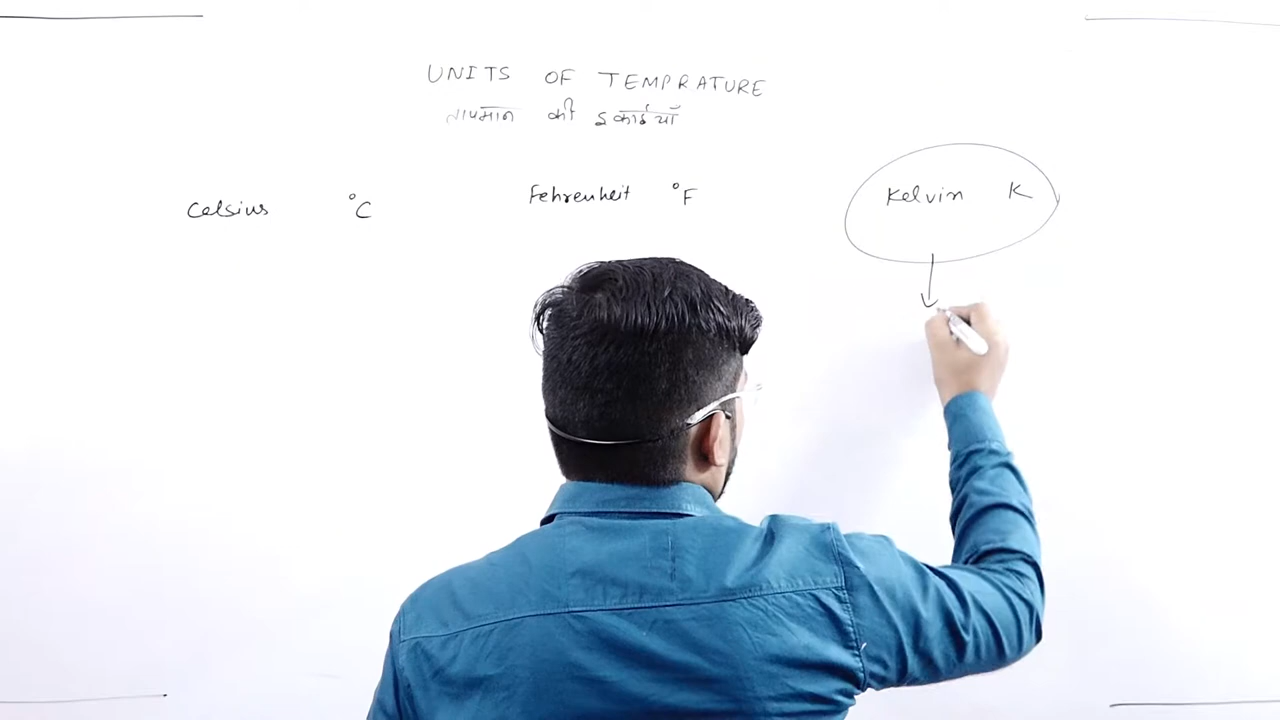 UNITS OF TEMPRATURE
तापमान की इकाईयाँ
Celsius °C Fehrenheit °F Kelvin K